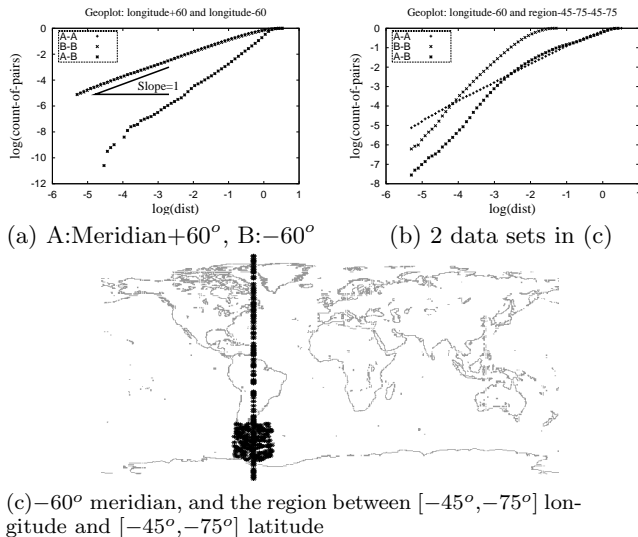 Geoplot: longitude+60 and longitude-60
A-A
B-B
A-B
Slope=1
log(count-of-pairs)
0
-2
-4
-6
-8
-10
-12
-6 -5 -4 -3 -2 -1 0 1
log(dist)
(a) A:Meridian+60°, B:−60°
Geoplot: longitude-60 and region-45-75-45-75
A-A
B-B
A-B
log(count-of-pairs)
0
-1
-2
-3
-4
-5
-6
-7
-8
-6 -5 -4 -3 -2 -1 0 1
log(dist)
(b) 2 data sets in (c)
(c)−60° meridian, and the region between [−45°,−75°] lon-
gitude and [−45°,−75°] latitude